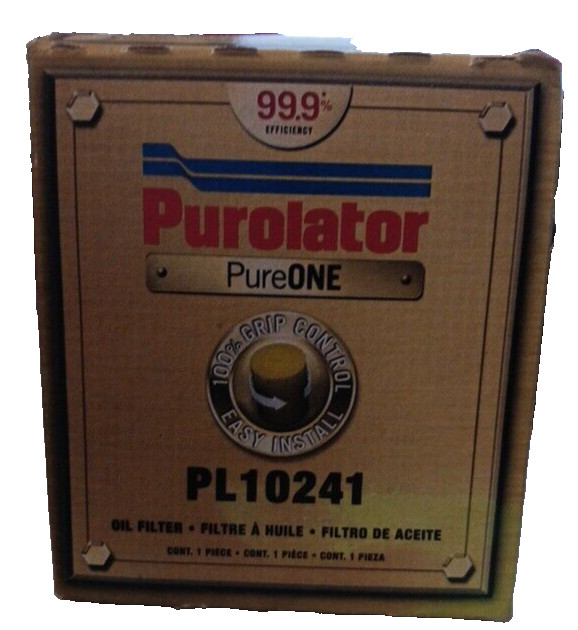 99.9*%
EFFICIENCY
Purolator
PureONE
100% GRIP CONTROL
EASY INSTALL
PL10241
OIL FILTER • FILTRE À HUILE • FILTRO DE ACEITE
CONT. 1 PIECE • CONT. 1 PIÈCE • CONT. 1 PIEZA